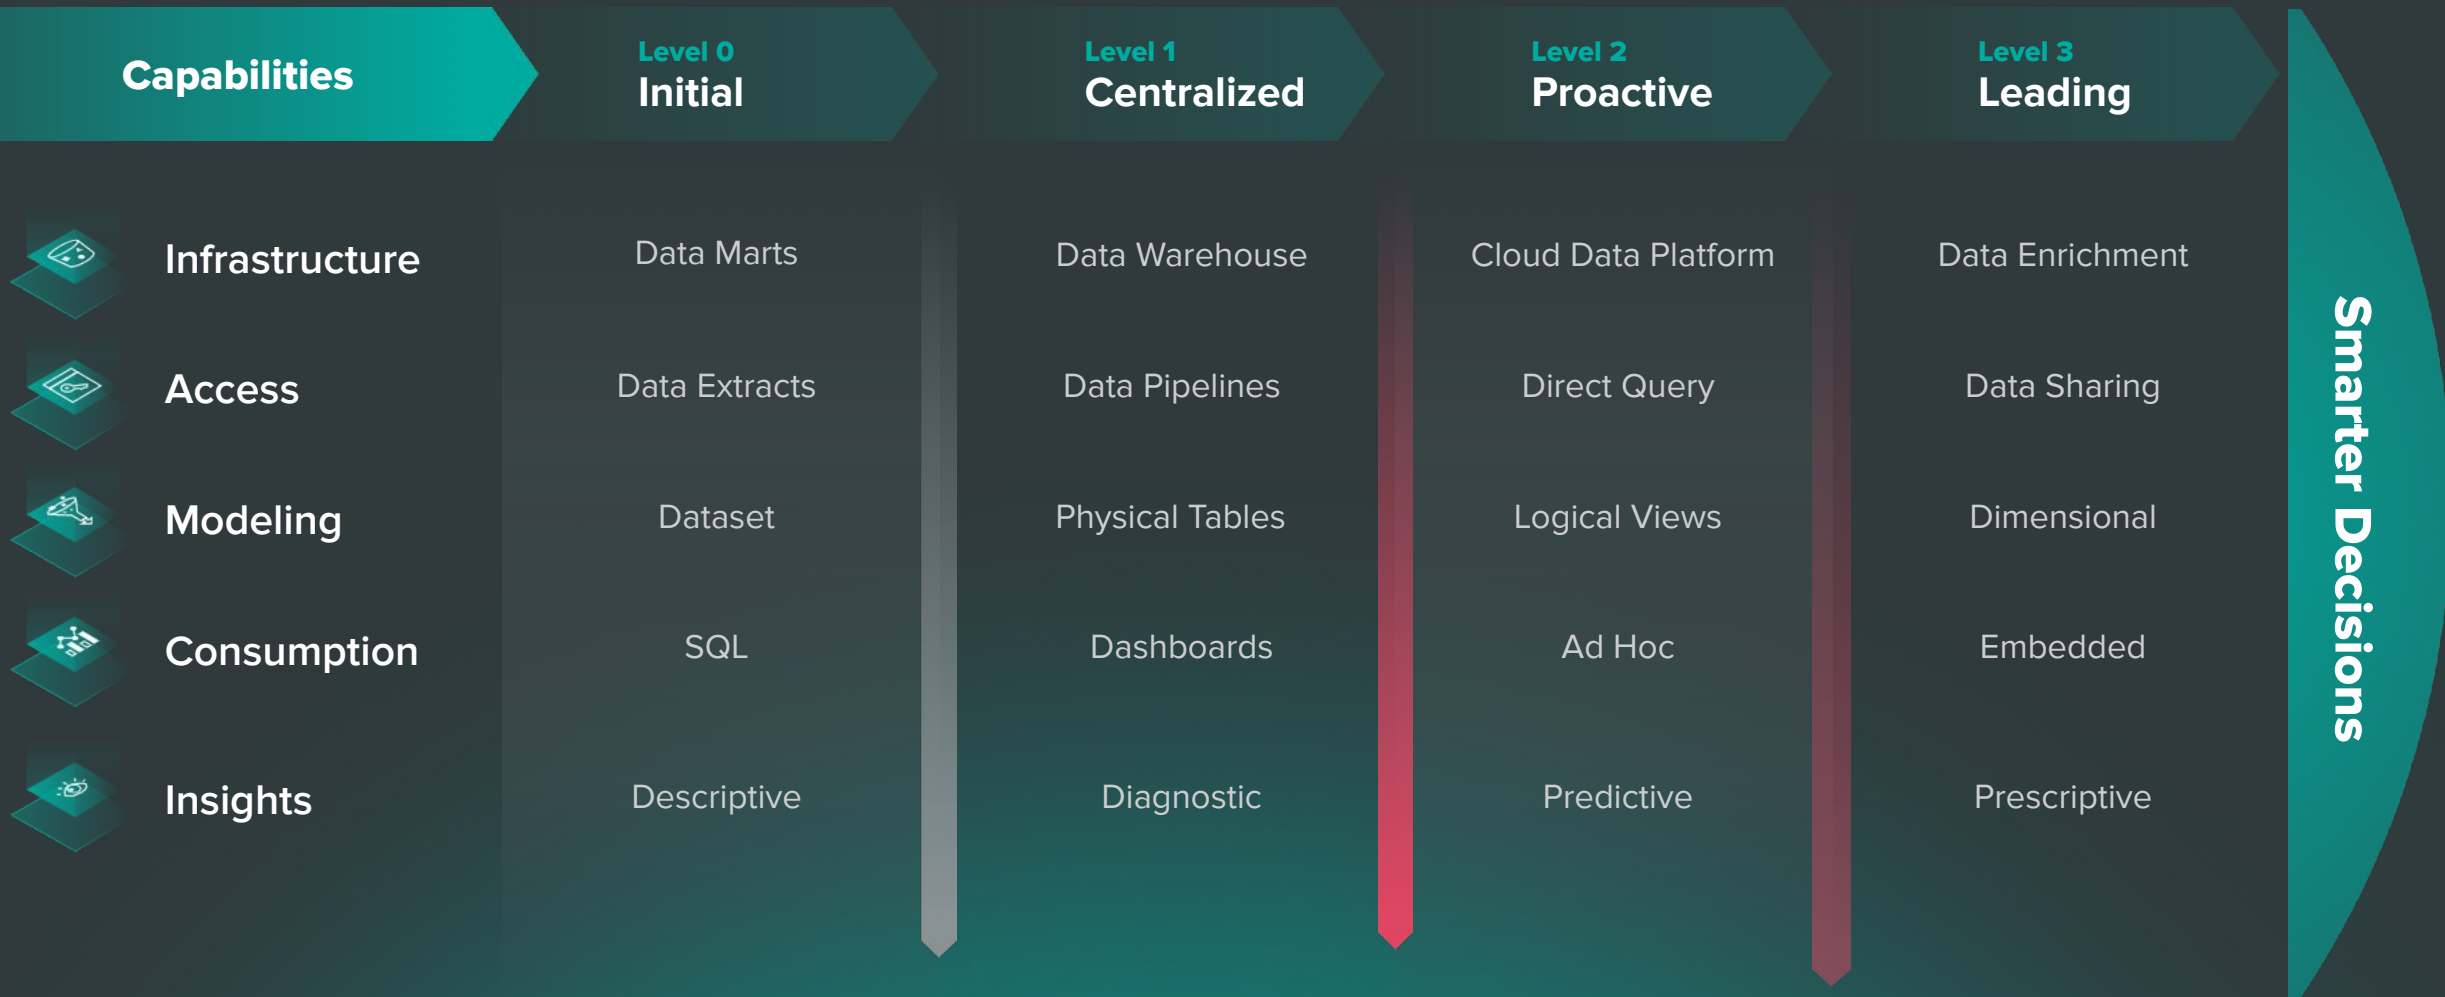 Capabilities
Level 0
Initial
Level 1
Centralized
Level 2
Proactive
Level 3
Leading
Infrastructure
Data Marts
Data Warehouse
Cloud Data Platform
Data Enrichment
Access
Data Extracts
Data Pipelines
Direct Query
Data Sharing
Modeling
Dataset
Physical Tables
Logical Views
Dimensional
Consumption
SQL
Dashboards
Ad Hoc
Embedded
Insights
Descriptive
Diagnostic
Predictive
Prescriptive
Smarter Decisions